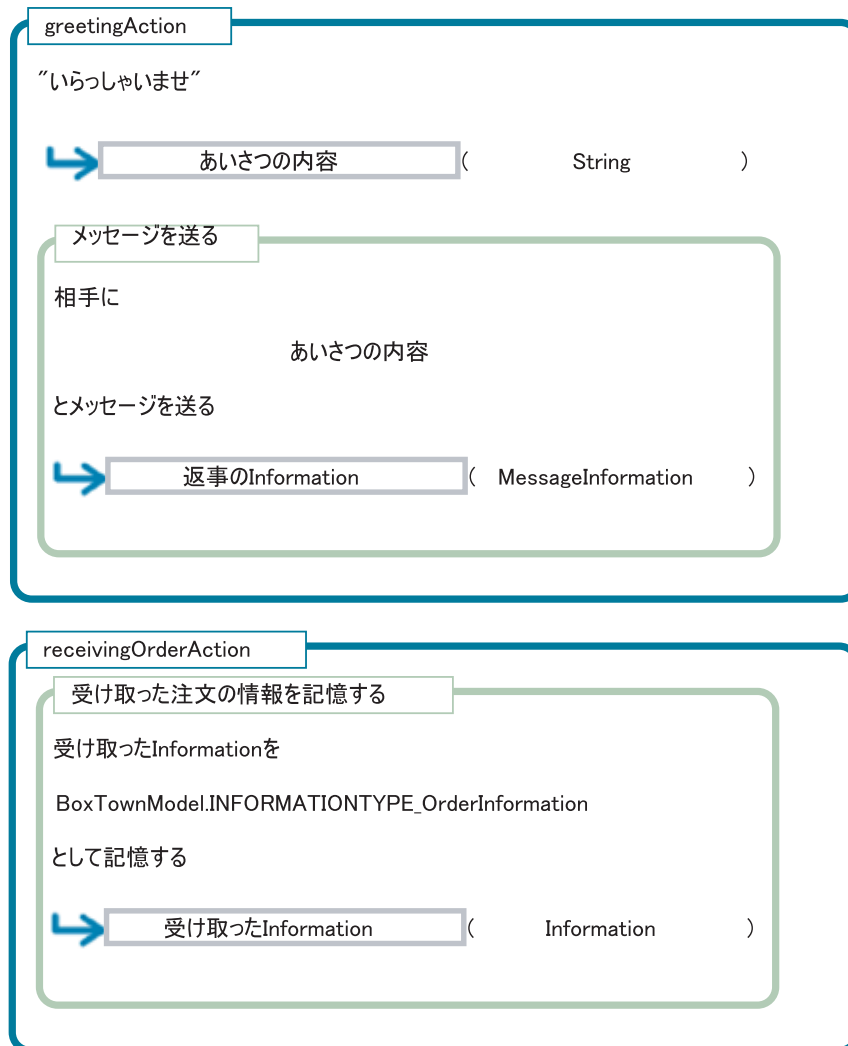 greetingAction
"いらっしゃいませ"
あいさつの内容 ( String )
メッセージを送る
相手に
あいさつの内容
とメッセージを送る
返事のInformation ( MessageInformation )
receivingOrderAction
受け取った注文の情報を記憶する
受け取ったInformationを
BoxTownModel.INFORMATIONTYPE_OrderInformation
として記憶する
受け取ったInformation ( Information )